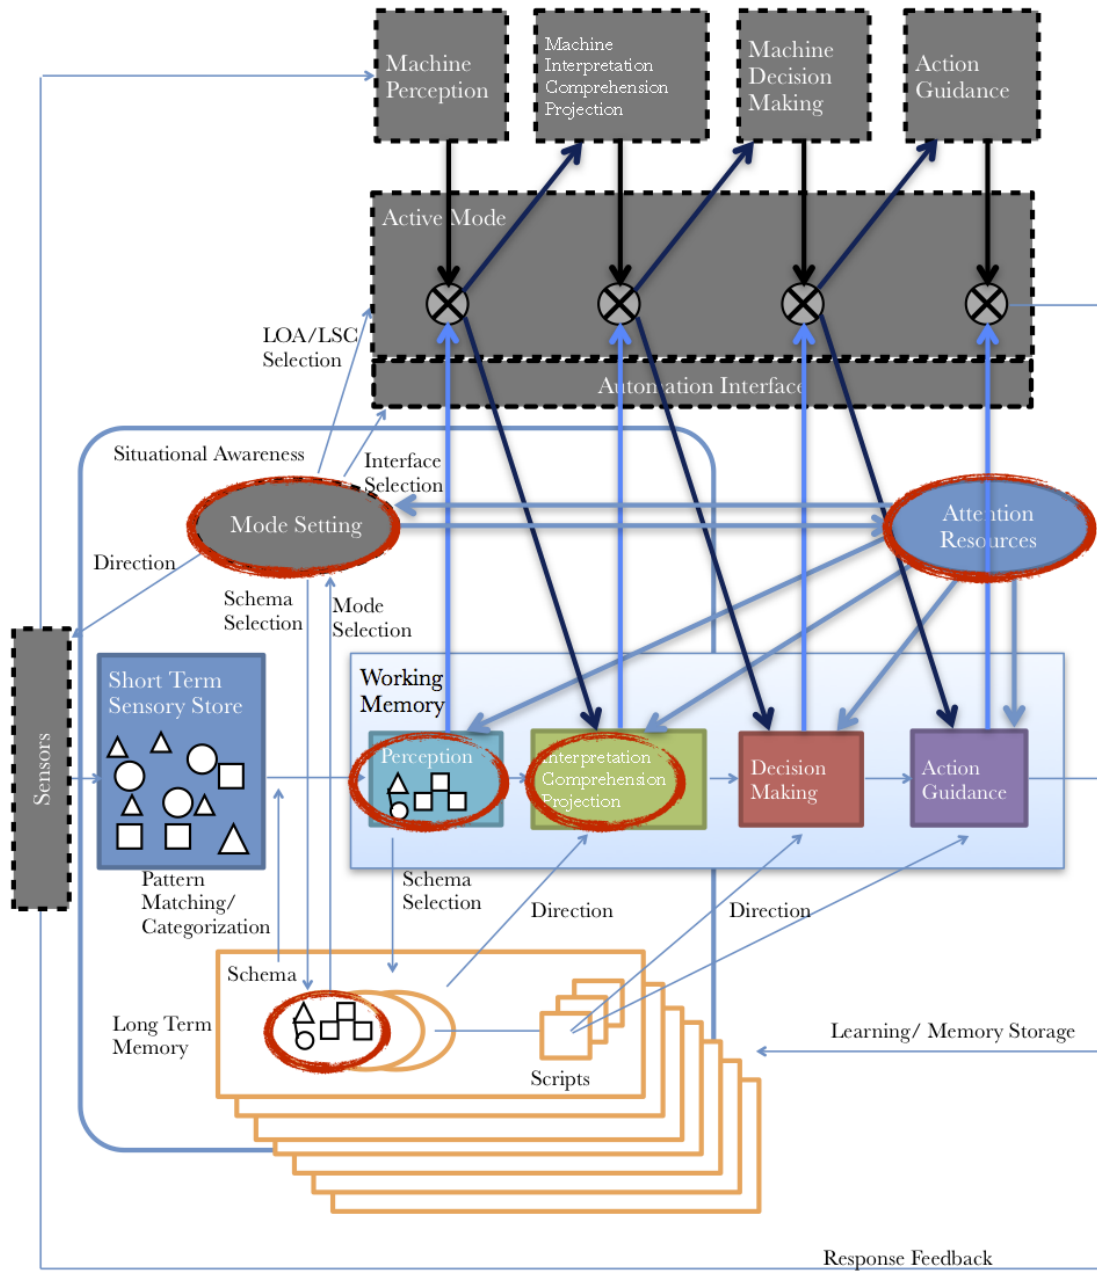 Machine
Perception
Machine
Interpretation
Comprehension
Projection
Machine
Decision
Making
Action
Guidance
Active Mode
LOA/LSC
Selection
Automation Interface
Situational Awareness
Interface
Selection
Mode Setting
Attention
Resources
Direction
Schema
Selection
Mode
Selection
Sensors
Short Term
Sensory Store
Working
Memory
Perception
Interpretation
Comprehension
Projection
Decision
Making
Action
Guidance
Pattern
Matching/
Categorization
Schema
Selection
Direction
Direction
Schema
Long Term
Memory
Scripts
Learning/ Memory Storage
Response Feedback